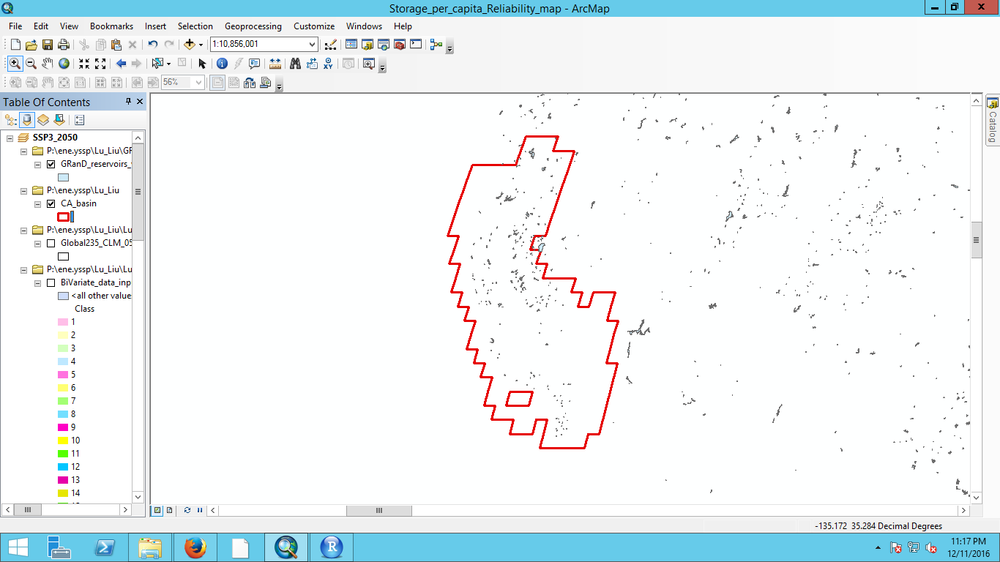 Storage_per_capita_Reliability_map - ArcMap
File Edit View Bookmarks Insert Selection Geoprocessing Customize Windows Help
1:10,856,001
56%
Table Of Contents
SSP3_2050
P:\ene.yssp\Lu_Liu\GF
GRanD_reservoirs_
P:\ene.yssp\Lu_Liu
CA_basin
P:\ene.yssp\Lu_Liu\Lu
Global235_CLM_05
P:\ene.yssp\Lu_Liu\Lu
BiVariate_data_inp
<all other value
Class
1
2
3
4
5
6
7
8
9
10
11
12
13
14
Catalog
-135.172 35.284 Decimal Degrees
R
11:17 PM
12/11/2016